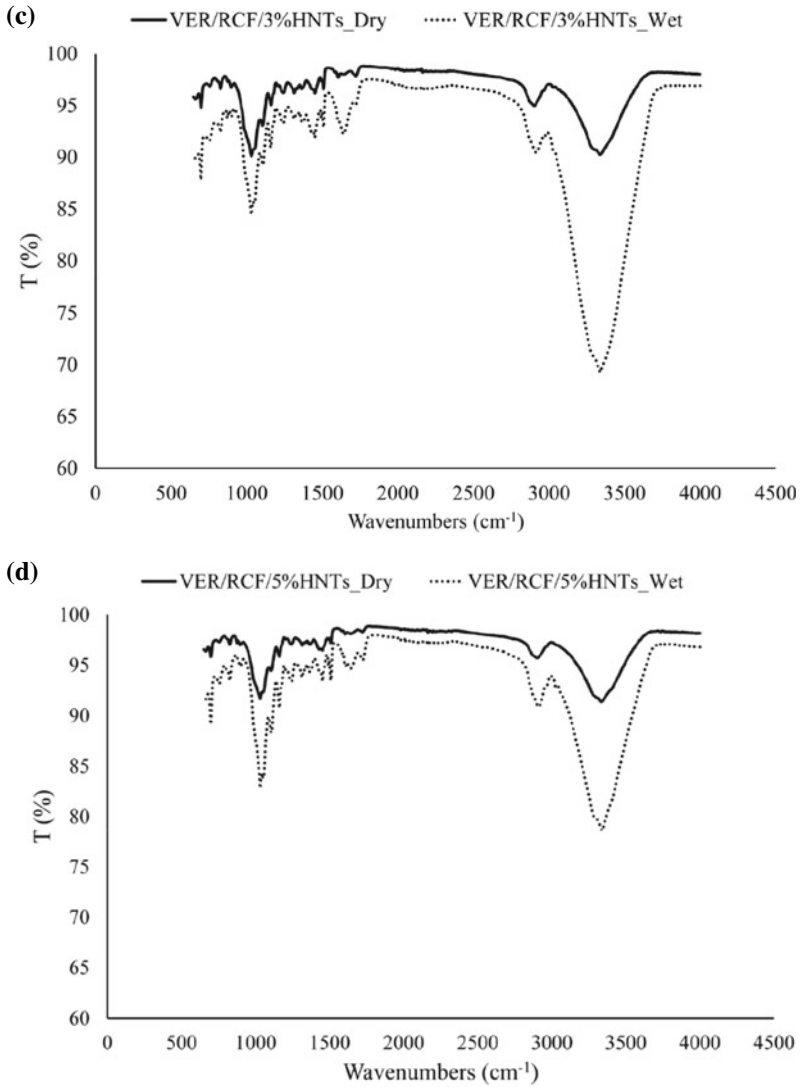 (c)
VER/RCF/3%HNTs_Dry VER/RCF/3%HNTs_Wet
100
95
90
85
80
75
70
65
60
T (%)
0 500 1000 1500 2000 2500 3000 3500 4000 4500
Wavenumbers (cm⁻¹)
(d)
VER/RCF/5%HNTs_Dry VER/RCF/5%HNTs_Wet
100
95
90
85
80
75
70
65
60
T (%)
0 500 1000 1500 2000 2500 3000 3500 4000 4500
Wavenumbers (cm⁻¹)